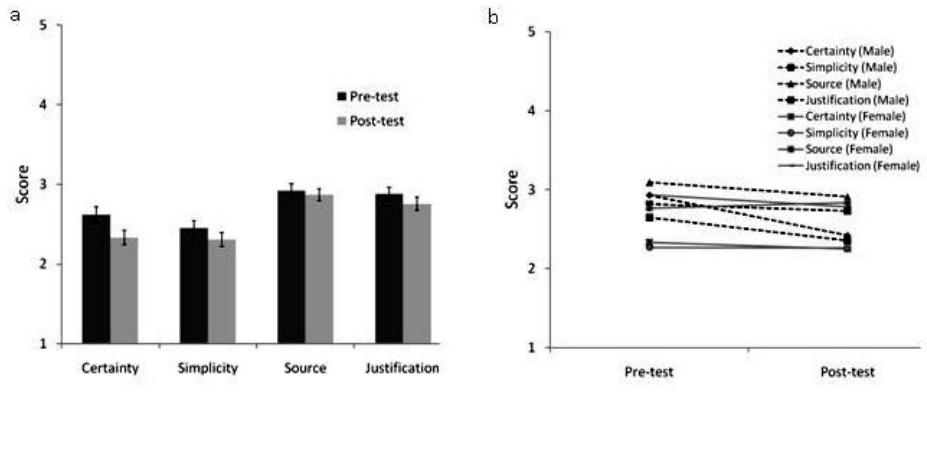 a
5
4
3
2
1
Score
Pre-test
Post-test
Certainty
Simplicity
Source
Justification
b
5
4
3
2
1
Score
Certainty (Male)
Simplicity (Male)
Source (Male)
Justification (Male)
Certainty (Female)
Simplicity (Female)
Source (Female)
Justification (Female)
Pre-test
Post-test